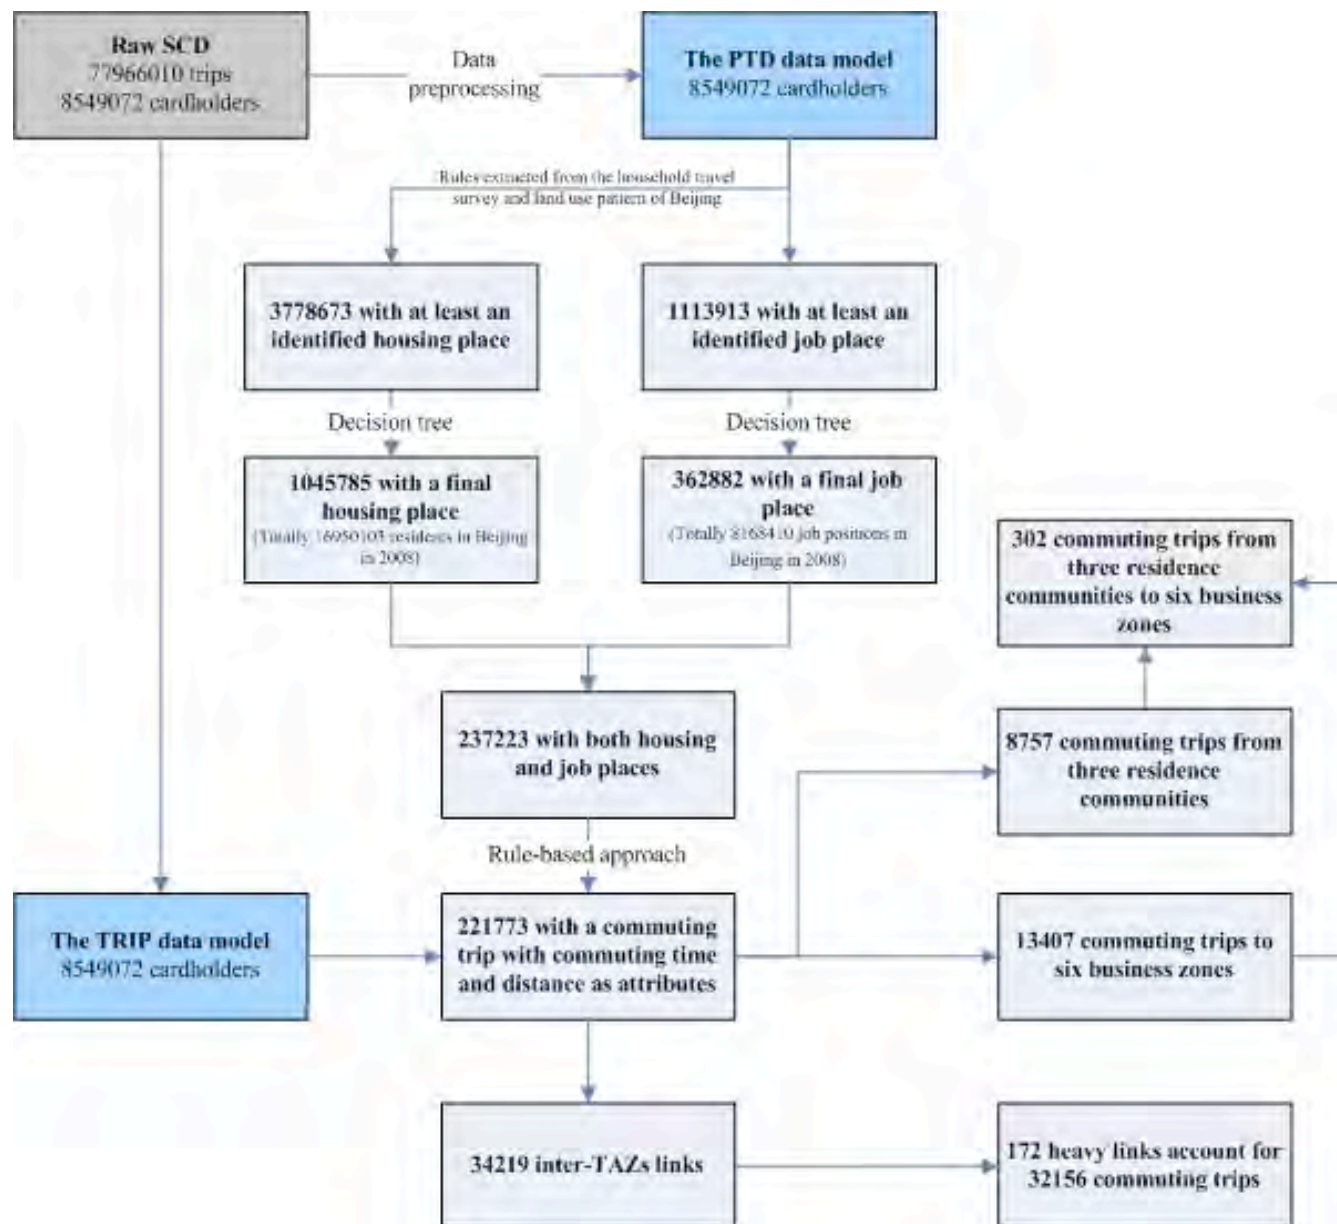 Raw SCD
77966010 trips
8549072 cardholders
Data
preprocessing
The PTD data model
8549072 cardholders
Rules extracted from the household travel
survey and land use pattern of Beijing
3778673 with at least an
identified housing place
1113913 with at least an
identified job place
Decision tree
Decision tree
1045785 with a final
housing place
(Totally residents in Beijing
in 2008)
362882 with a final job
place
(Totally job positions in
Beijing in 2008)
302 commuting trips from
three residence
communities to six business
zones
237223 with both housing
and job places
8757 commuting trips from
three residence
communities
Rule-based approach
The TRIP data model
8549072 cardholders
221773 with a commuting
trip with commuting time
and distance as attributes
13407 commuting trips to
six business zones
34219 inter-TAZs links
172 heavy links account for
32156 commuting trips